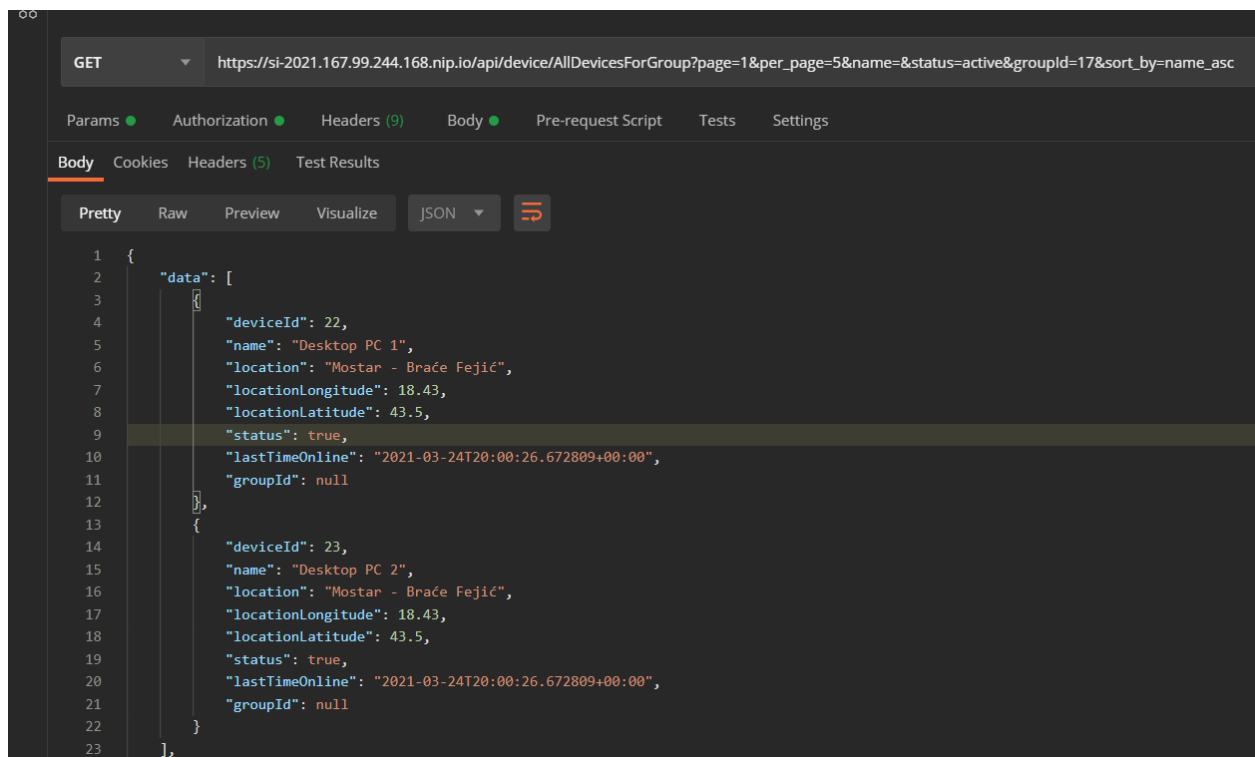 GET https://si-2021.167.99.244.168.nip.io/api/device/AllDevicesForGroup?page=1&per_page=5&name=&status=active&groupId=17&sort_by=name_asc
Params Authorization Headers (9) Body Pre-request Script Tests Settings
Body Cookies Headers (5) Test Results
Pretty Raw Preview Visualize JSON
1 {
2 "data": [
3 {
4 "deviceId": 22,
5 "name": "Desktop PC 1",
6 "location": "Mostar - Braće Fejić",
7 "locationLongitude": 18.43,
8 "locationLatitude": 43.5,
9 "status": true,
10 "lastTimeOnline": "2021-03-24T20:00:26.672809+00:00",
11 "groupId": null
12 },
13 {
14 "deviceId": 23,
15 "name": "Desktop PC 2",
16 "location": "Mostar - Braće Fejić",
17 "locationLongitude": 18.43,
18 "locationLatitude": 43.5,
19 "status": true,
20 "lastTimeOnline": "2021-03-24T20:00:26.672809+00:00",
21 "groupId": null
22 }
23 ],